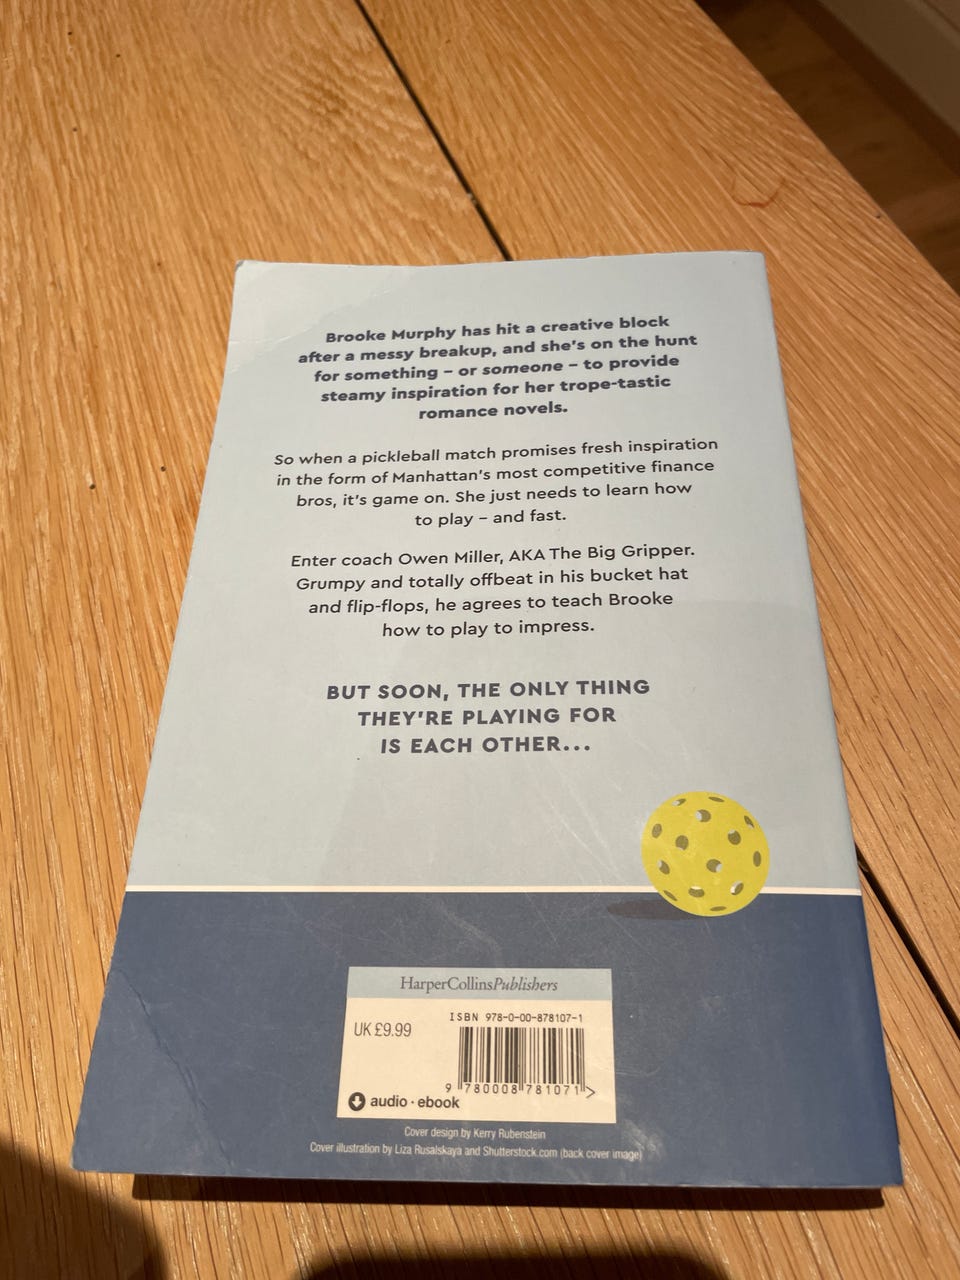 Brooke Murphy has hit a creative block
after a messy breakup, and she's on the hunt
for something – or someone – to provide
steamy inspiration for her trope-tastic
romance novels.
So when a pickleball match promises fresh inspiration
in the form of Manhattan's most competitive finance
bros, it's game on. She just needs to learn how
to play – and fast.
Enter coach Owen Miller, AKA The Big Gripper.
Grumpy and totally offbeat in his bucket hat
and flip-flops, he agrees to teach Brooke
how to play to impress.
BUT SOON, THE ONLY THING
THEY'RE PLAYING FOR
IS EACH OTHER...
HarperCollinsPublishers
UK £9.99
ISBN 978-0-00-878107-1
9 780008 781071 >
audio · ebook
Cover design by Kerry Rubenstein
Cover illustration by Liza Rusalskaya and Shutterstock.com (back cover image)